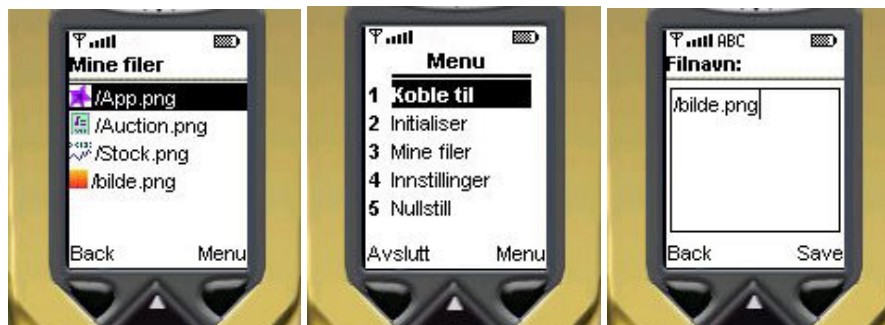 Mine filer
/App.png
/Auction.png
/Stock.png
/bilde.png
Back Menu
Menu
1 Koble til
2 Initialiser
3 Mine filer
4 Innstillinger
5 Nullstill
Avslutt Menu
ABC
Filnavn:
/bilde.png
Back Save